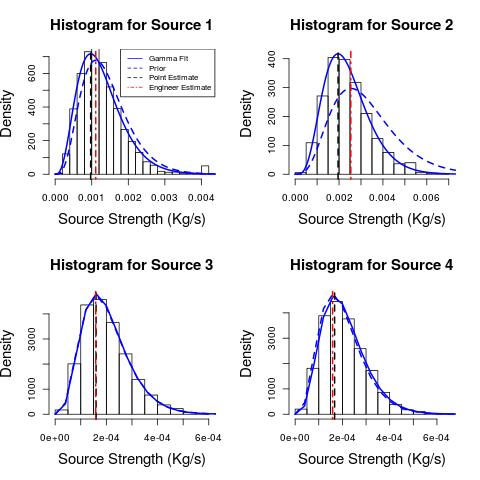 Histogram for Source 1
Density
0
200
400
600
0.000
0.001
0.002
0.003
0.004
Source Strength (Kg/s)
Gamma Fit
Prior
Point Estimate
Engineer Estimate
Histogram for Source 2
Density
0
100
200
300
400
0.000
0.002
0.004
0.006
Source Strength (Kg/s)
Histogram for Source 3
Density
0
1000
3000
0e+00
2e-04
4e-04
6e-04
Source Strength (Kg/s)
Histogram for Source 4
Density
0
1000
3000
0e+00
2e-04
4e-04
6e-04
Source Strength (Kg/s)